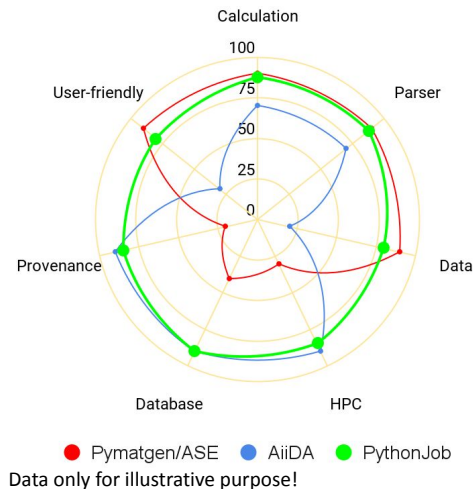 Calculation
100
75
50
25
0
User-friendly
Parser
Provenance
Data
Database
HPC
Pymatgen/ASE
AiiDA
PythonJob
Data only for illustrative purpose!